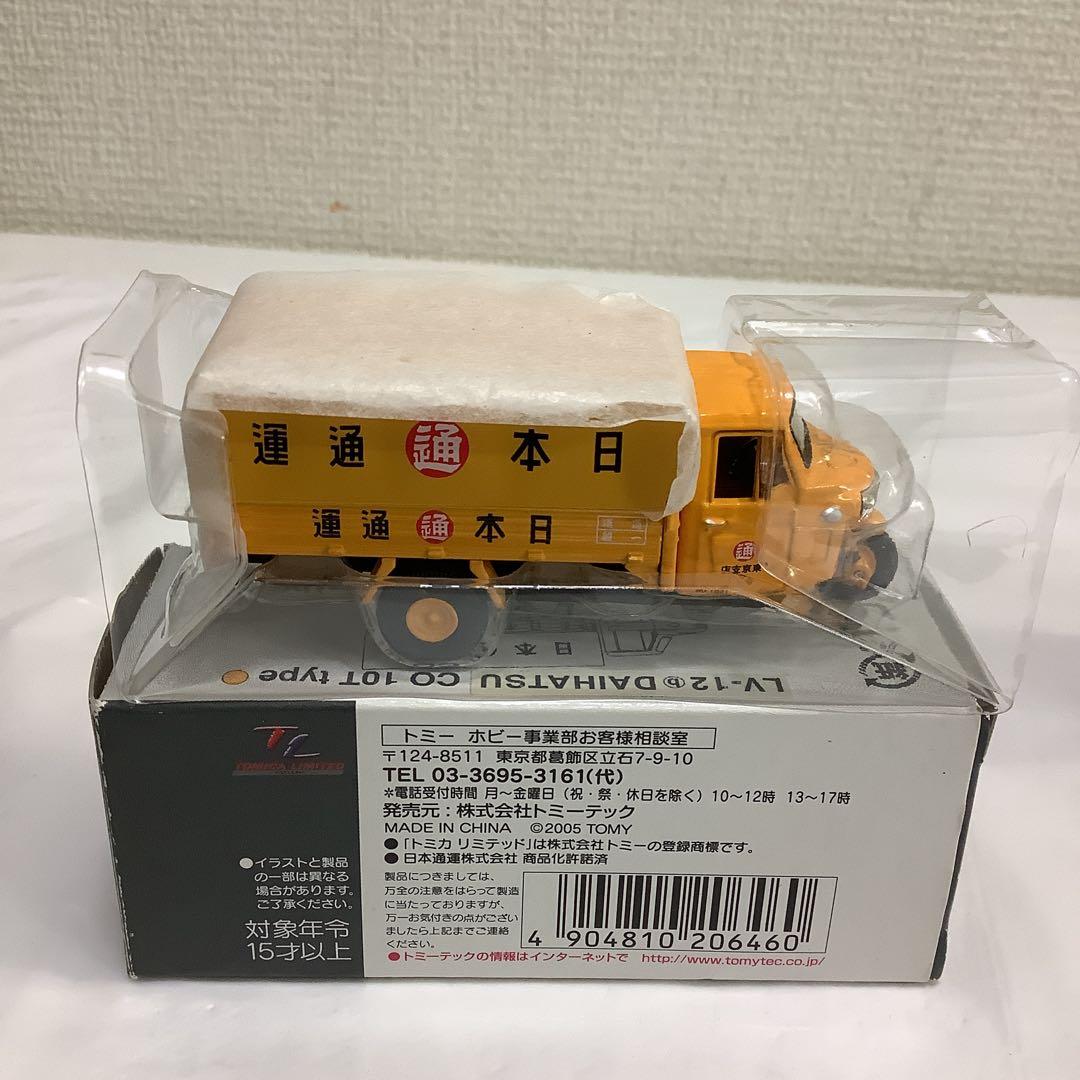 運通通本日
運通通本日
通
東京支店
日本
LV-12 b DAIHATSU CO 10T type
TL
TOMICA LIMITED
トミー ホビー事業部お客様相談室
〒124-8511 東京都葛飾区立石7-9-10
TEL 03-3695-3161(代)
*電話受付時間 月〜金曜日(祝・祭・休日を除く) 10〜12時 13〜17時
発売元:株式会社トミーテック
MADE IN CHINA ©2005 TOMY
●「トミカ リミテッド」は株式会社トミーの登録商標です。
●日本通運株式会社 商品化許諾済
●イラストと製品
の一部は異なる
場合があります。
ご了承ください。
対象年令
15才以上
製品につきましては、
万全の注意をはらって製造
に当たっておりますが、
万一お気付きの点がござい
ましたら上記までご連絡
ください。
4 904810 206460
●トミーテックの情報はインターネットで http://www.tomytec.co.jp/